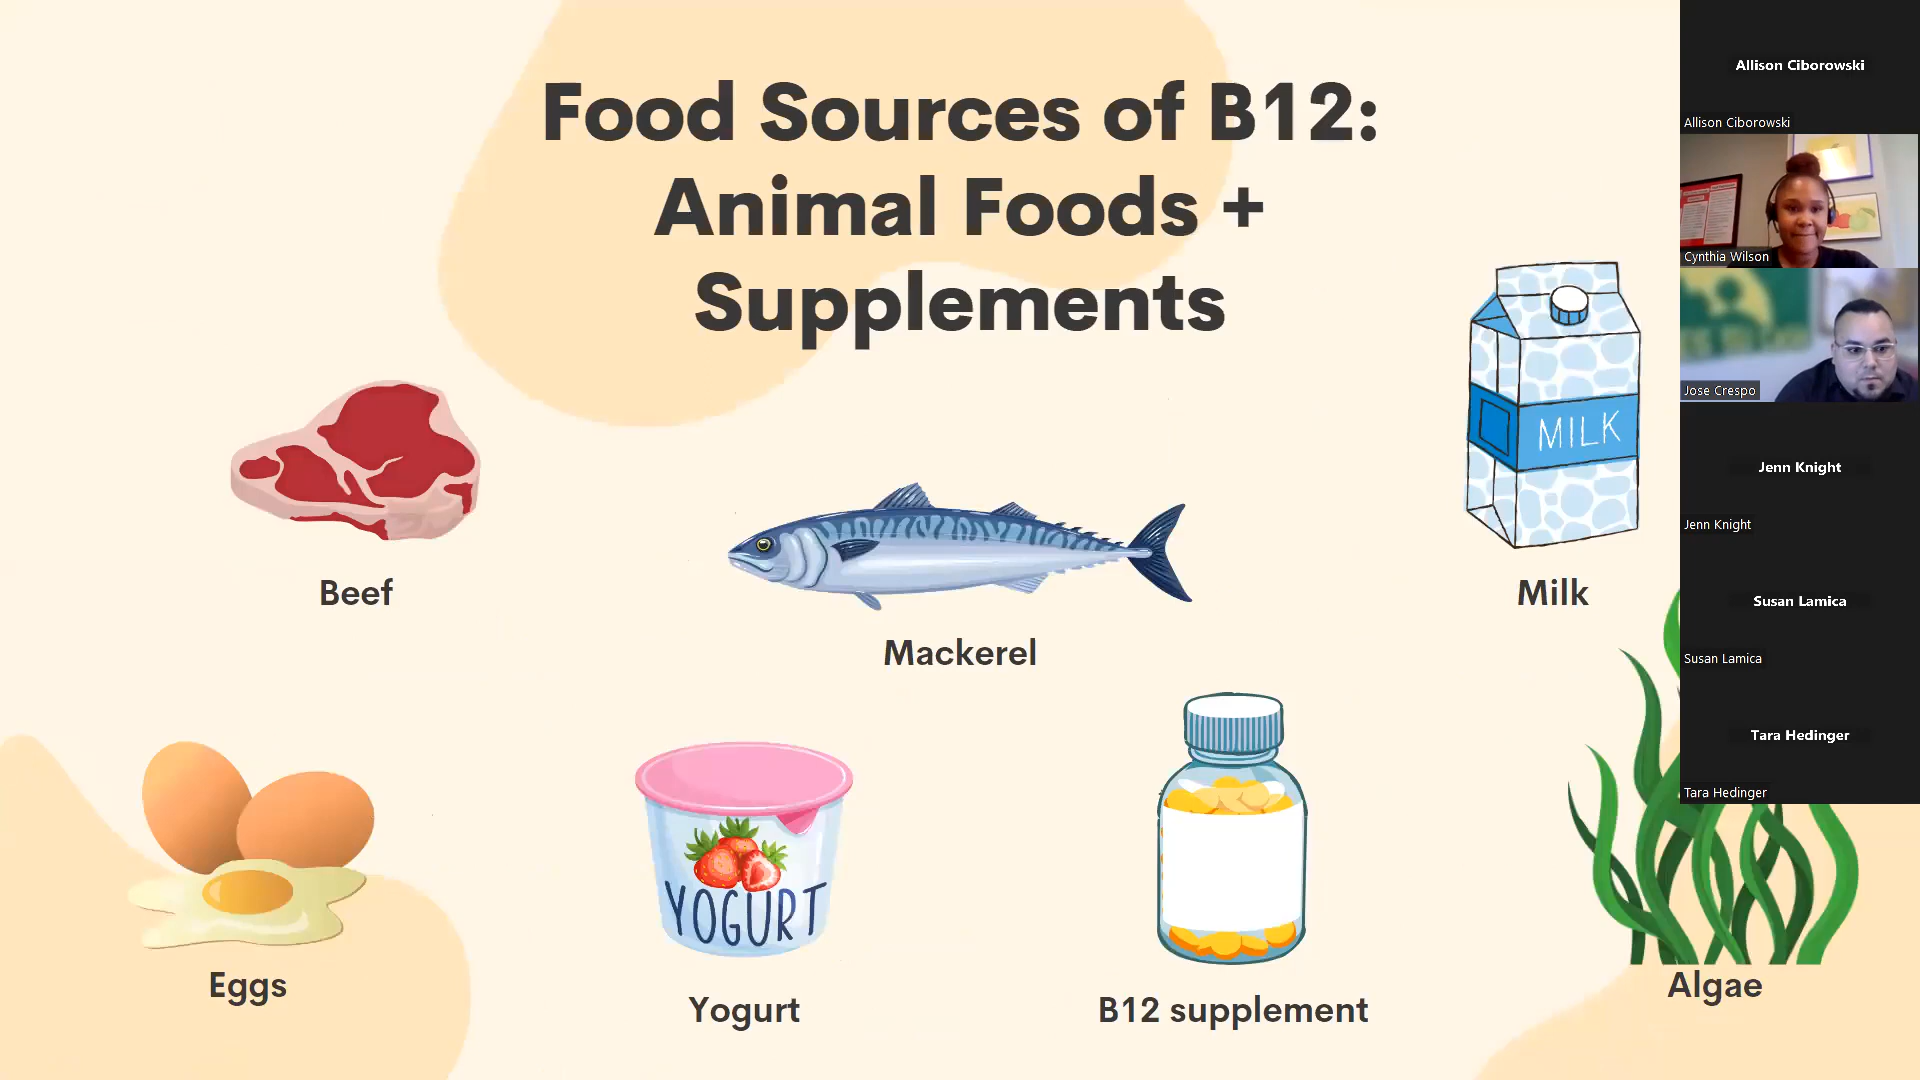 Food Sources of B12:
Animal Foods +
Supplements
Beef
Mackerel
MILK
Milk
Eggs
YOGURT
Yogurt
B12 supplement
Algae
Allison Ciborowski
Allison Ciborowski
Cynthia Wilson
Jose Crespo
Jenn Knight
Jenn Knight
Susan Lamica
Susan Lamica
Tara Hedinger
Tara Hedinger